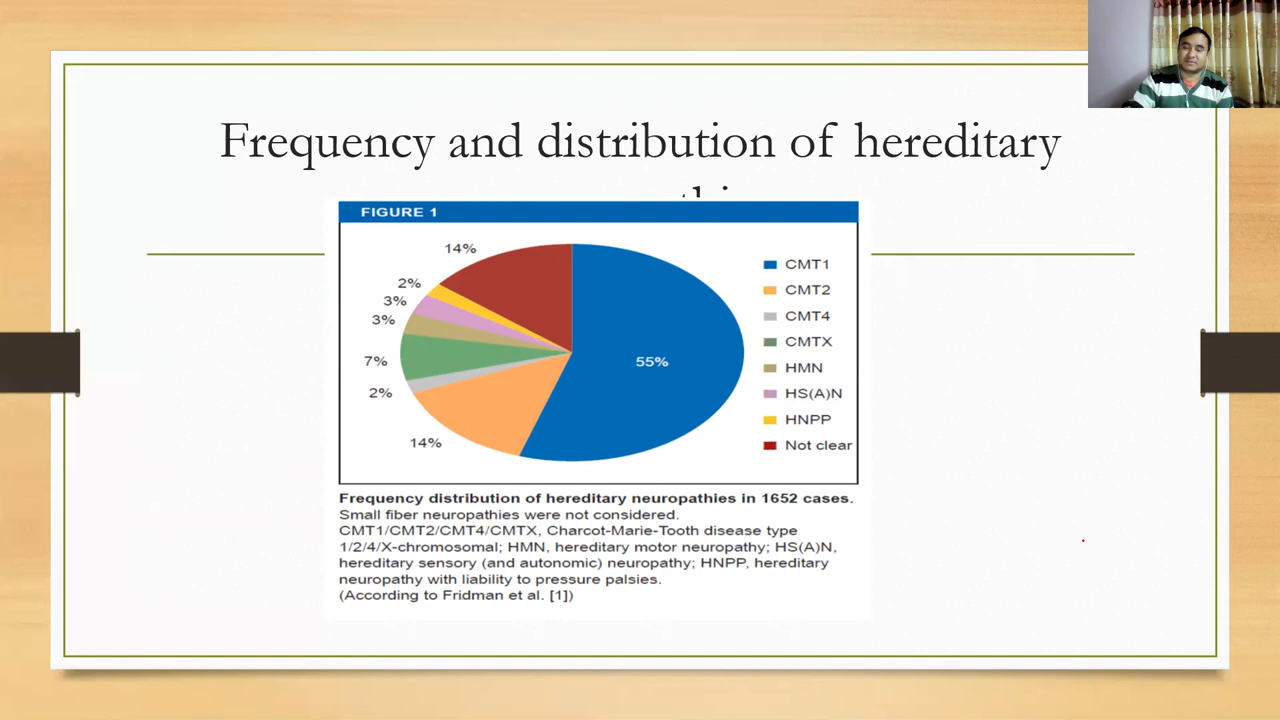 Frequency and distribution of hereditary
FIGURE 1
14%
2%
3%
3%
7%
2%
14%
55%
CMT1
CMT2
CMT4
CMTX
HMN
HS(A)N
HNPP
Not clear
Frequency distribution of hereditary neuropathies in 1652 cases.
Small fiber neuropathies were not considered.
CMT1/CMT2/CMT4/CMTX, Charcot-Marie-Tooth disease type
1/2/4/X-chromosomal; HMN, hereditary motor neuropathy; HS(A)N,
hereditary sensory (and autonomic) neuropathy; HNPP, hereditary
neuropathy with liability to pressure palsies.
(According to Fridman et al. [1])